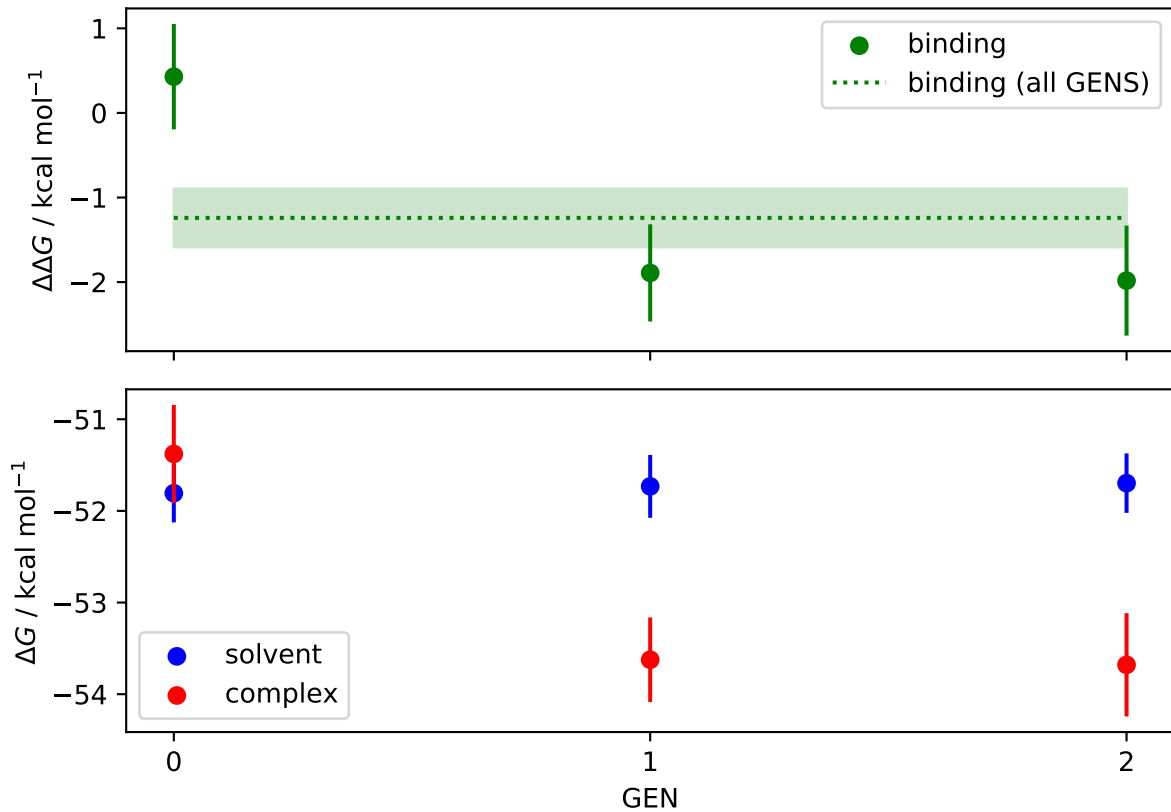 1
0
−1
−2
ΔΔG / kcal mol⁻¹
binding
binding (all GENS)
−51
−52
−53
−54
ΔG / kcal mol⁻¹
solvent
complex
0 1 2
GEN